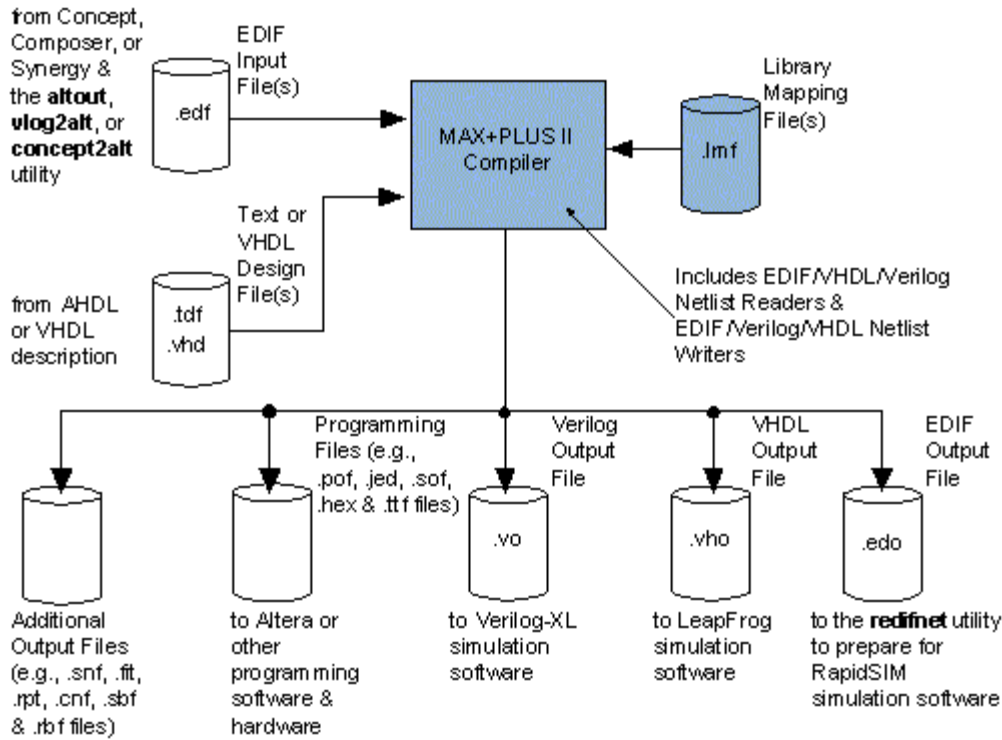 from Concept,
Composer, or
Synergy &
the altout,
vlog2alt, or
concept2alt
utility
EDIF
Input
File(s)
.edf
MAX+PLUS II
Compiler
Library
Mapping
File(s)
.lmf
Text or
VHDL
Design
File(s)
from AHDL
or VHDL
description
.tdf
.vhd
Includes EDIF/VHDL/Verilog
Netlist Readers &
EDIF/Verilog/VHDL Netlist
Writers
Programming
Files (e.g.,
.pof, .jed, .sof,
.hex & .ttf files)
Verilog
Output
File
VHDL
Output
File
EDIF
Output
File
.vo
.vho
.edo
Additional
Output Files
(e.g., .snf, .fit,
.rpt, .cnf, .sbf
& .rbf files)
to Altera or
other
programming
software &
hardware
to Verilog-XL
simulation
software
to LeapFrog
simulation
software
to the redifnet utility
to prepare for
RapidSIM
simulation software